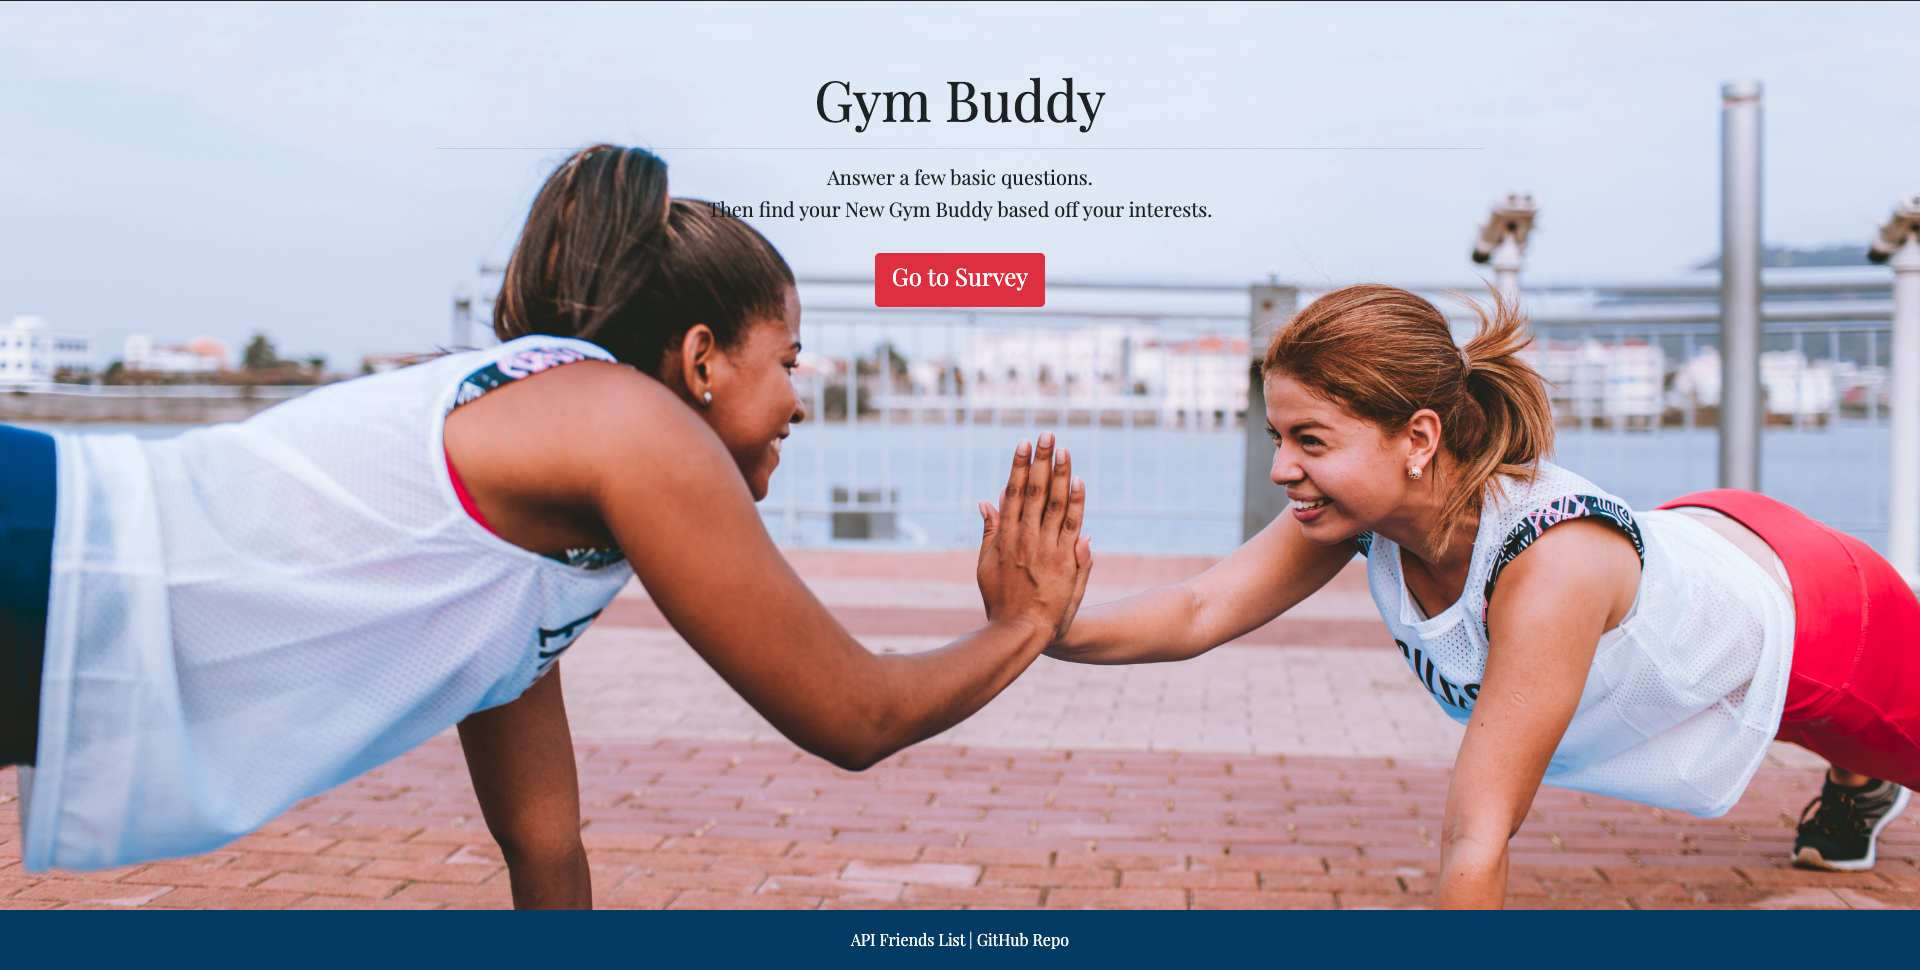 Gym Buddy
Answer a few basic questions.
Then find your New Gym Buddy based off your interests.
Go to Survey
API Friends List | GitHub Repo